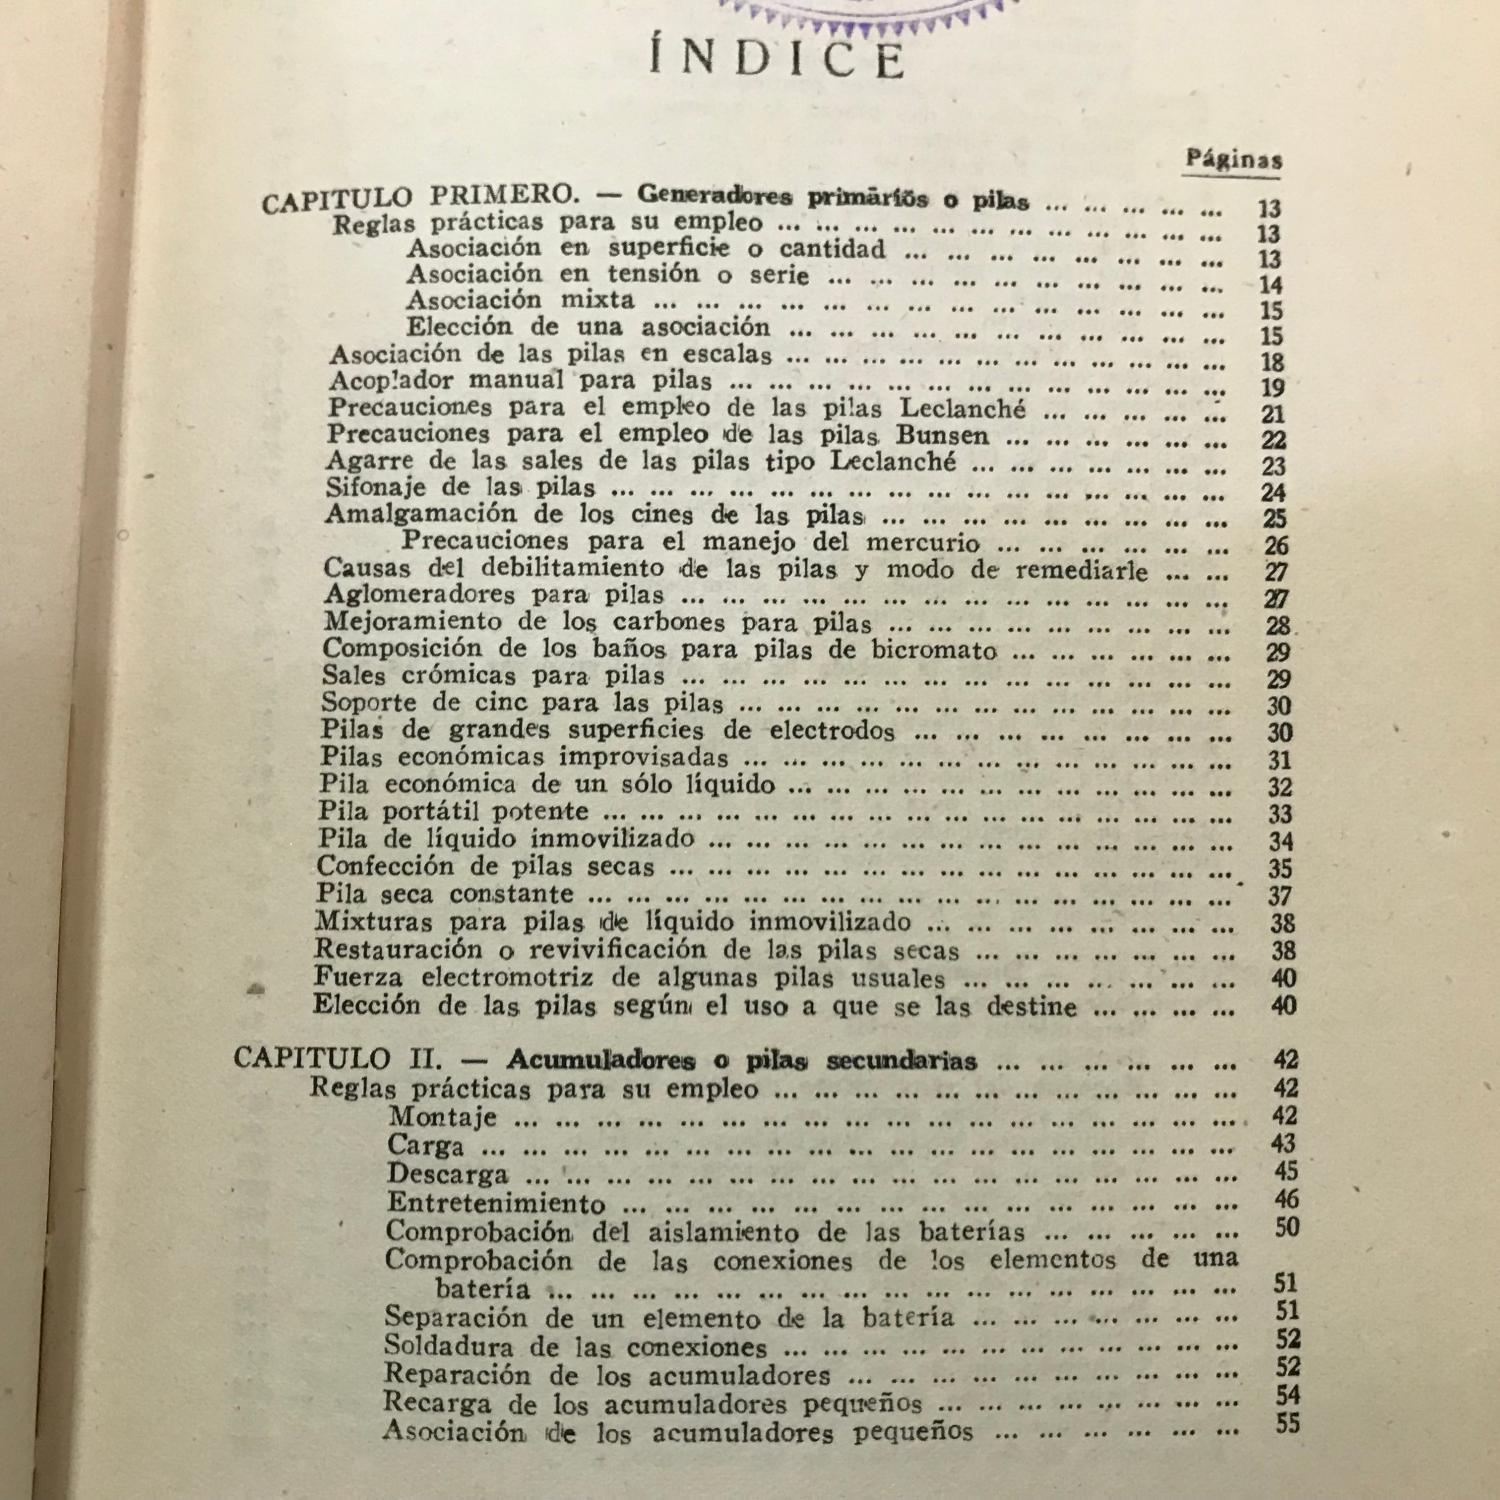 ÍNDICE
Páginas
CAPITULO PRIMERO. — Generadores primarios o pilas ... ... ... ... ... 13
Reglas prácticas para su empleo ... ... ... ... ... ... ... ... ... ... ... ... 13
Asociación en superficie o cantidad ... ... ... ... ... ... ... ... 13
Asociación en tensión o serie ... ... ... ... ... ... ... ... ... ... 14
Asociación mixta ... ... ... ... ... ... ... ... ... ... ... ... ... ... 15
Elección de una asociación ... ... ... ... ... ... ... ... ... ... ... 15
Asociación de las pilas en escalas ... ... ... ... ... ... ... ... ... ... ... 18
Acoplador manual para pilas ... ... ... ... ... ... ... ... ... ... ... ... ... 19
Precauciones para el empleo de las pilas Leclanché ... ... ... ... ... 21
Precauciones para el empleo de las pilas Bunsen ... ... ... ... ... ... 22
Agarre de las sales de las pilas tipo Leclanché ... ... ... ... ... ... ... 23
Sifonaje de las pilas ... ... ... ... ... ... ... ... ... ... ... ... ... ... ... ... 24
Amalgamación de los cines de las pilas ... ... ... ... ... ... ... ... ... 25
Precauciones para el manejo del mercurio ... ... ... ... ... ... 26
Causas del debilitamiento de las pilas y modo de remediarle ... ... 27
Aglomeradores para pilas ... ... ... ... ... ... ... ... ... ... ... ... ... ... 27
Mejoramiento de los carbones para pilas ... ... ... ... ... ... ... ... ... 28
Composición de los baños para pilas de bicromato ... ... ... ... ... ... 29
Sales crómicas para pilas ... ... ... ... ... ... ... ... ... ... ... ... ... ... 29
Soporte de cinc para las pilas ... ... ... ... ... ... ... ... ... ... ... ... ... 30
Pilas de grandes superficies de electrodos ... ... ... ... ... ... ... ... 30
Pilas económicas improvisadas ... ... ... ... ... ... ... ... ... ... ... ... ... 31
Pila económica de un sólo líquido ... ... ... ... ... ... ... ... ... ... ... 32
Pila portátil potente ... ... ... ... ... ... ... ... ... ... ... ... ... ... ... ... 33
Pila de líquido inmovilizado ... ... ... ... ... ... ... ... ... ... ... ... ... 34
Confección de pilas secas ... ... ... ... ... ... ... ... ... ... ... ... ... ... 35
Pila seca constante ... ... ... ... ... ... ... ... ... ... ... ... ... ... ... ... 37
Mixturas para pilas de líquido inmovilizado ... ... ... ... ... ... ... ... 38
Restauración o revivificación de las pilas secas ... ... ... ... ... ... ... 38
Fuerza electromotriz de algunas pilas usuales ... ... ... ... ... ... ... 40
Elección de las pilas según el uso a que se las destine ... ... ... ... 40
CAPITULO II. — Acumuladores o pilas secundarias ... ... ... ... ... ... 42
Reglas prácticas para su empleo ... ... ... ... ... ... ... ... ... ... ... ... 42
Montaje ... ... ... ... ... ... ... ... ... ... ... ... ... ... ... ... ... ... 42
Carga ... ... ... ... ... ... ... ... ... ... ... ... ... ... ... ... ... ... ... 43
Descarga ... ... ... ... ... ... ... ... ... ... ... ... ... ... ... ... ... ... 45
Entretenimiento ... ... ... ... ... ... ... ... ... ... ... ... ... ... ... 46
Comprobación del aislamiento de las baterías ... ... ... ... ... 50
Comprobación de las conexiones de los elementos de una
batería ... ... ... ... ... ... ... ... ... ... ... ... ... ... ... ... ... 51
Separación de un elemento de la batería ... ... ... ... ... ... ... 51
Soldadura de las conexiones ... ... ... ... ... ... ... ... ... ... ... 52
Reparación de los acumuladores ... ... ... ... ... ... ... ... ... ... 52
Recarga de los acumuladores pequeños ... ... ... ... ... ... ... ... 54
Asociación de los acumuladores pequeños ... ... ... ... ... ... 55